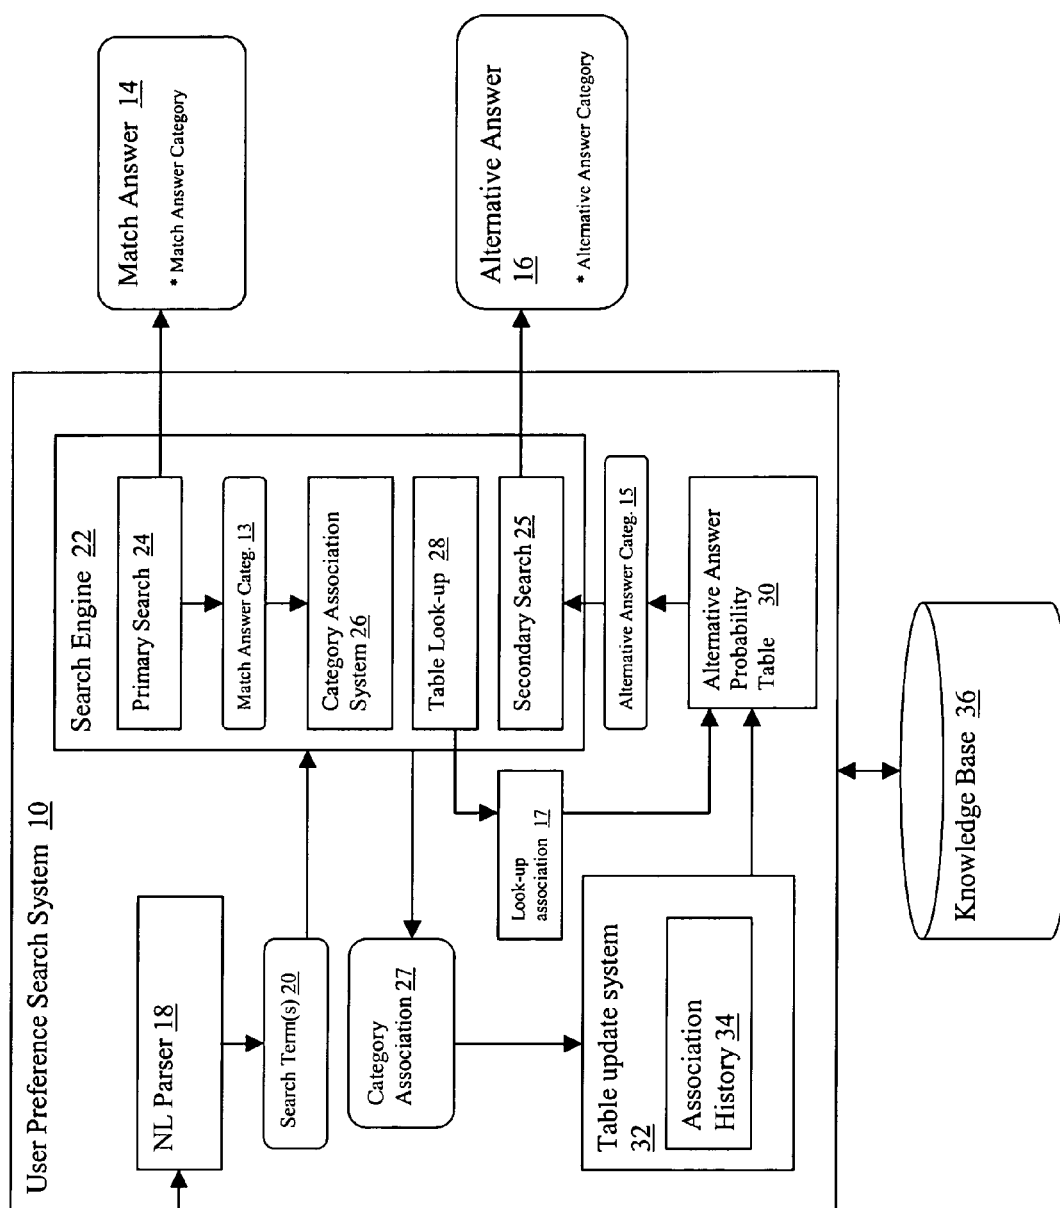 User Preference Search System 10
NL Parser 18
Search Term(s) 20
Category
Association 27
Table update system
32
Association
History 34
Look-up
association 17
Search Engine 22
Primary Search 24
Match Answer Categ. 13
Category Association
System 26
Table Look-up 28
Secondary Search 25
Alternative Answer Categ. 15
Alternative Answer
Probability
Table 30
Match Answer 14
* Match Answer Category
Alternative Answer
16
* Alternative Answer Category
Knowledge Base 36